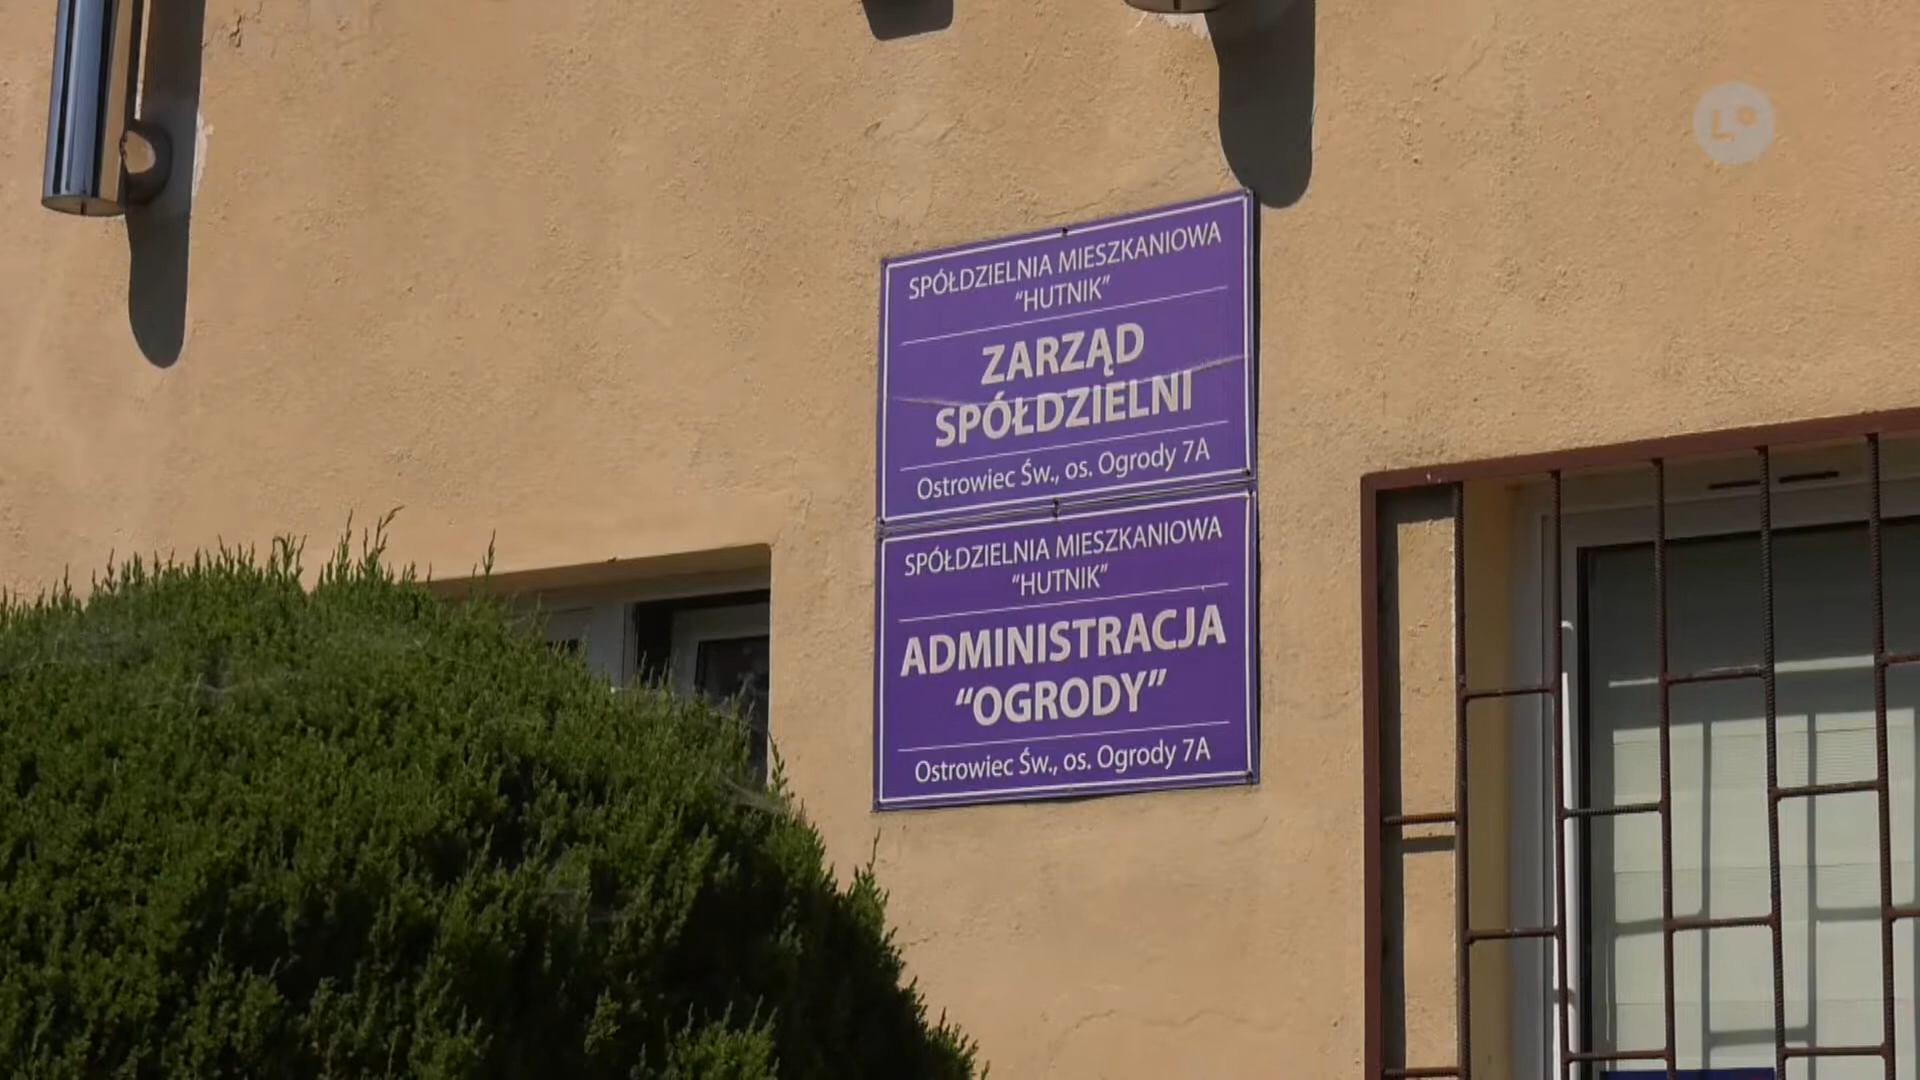 SPÓŁDZIELNIA MIESZKANIOWA
“HUTNIK”
ZARZĄD
SPÓŁDZIELNI
Ostrowiec Św., os. Ogrody 7A
SPÓŁDZIELNIA MIESZKANIOWA
“HUTNIK”
ADMINISTRACJA
“OGRODY”
Ostrowiec Św., os. Ogrody 7A